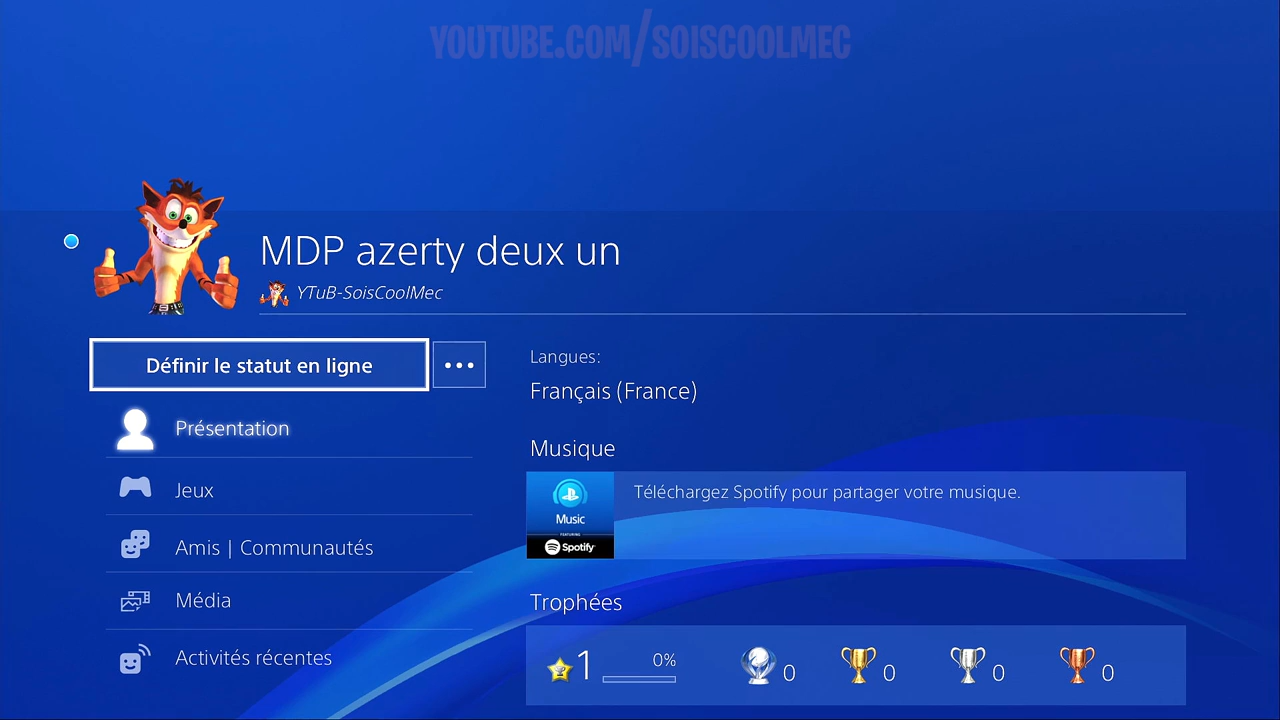 YOUTUBE.COM/SOISCOOLMEC
MDP azerty deux un
YTuB-SoisCoolMec
Définir le statut en ligne
Présentation
Jeux
Amis | Communautés
Média
Activités récentes
Langues:
Français (France)
Musique
Music
FEATURING
Spotify
Téléchargez Spotify pour partager votre musique.
Trophées
1 0% 0 0 0 0